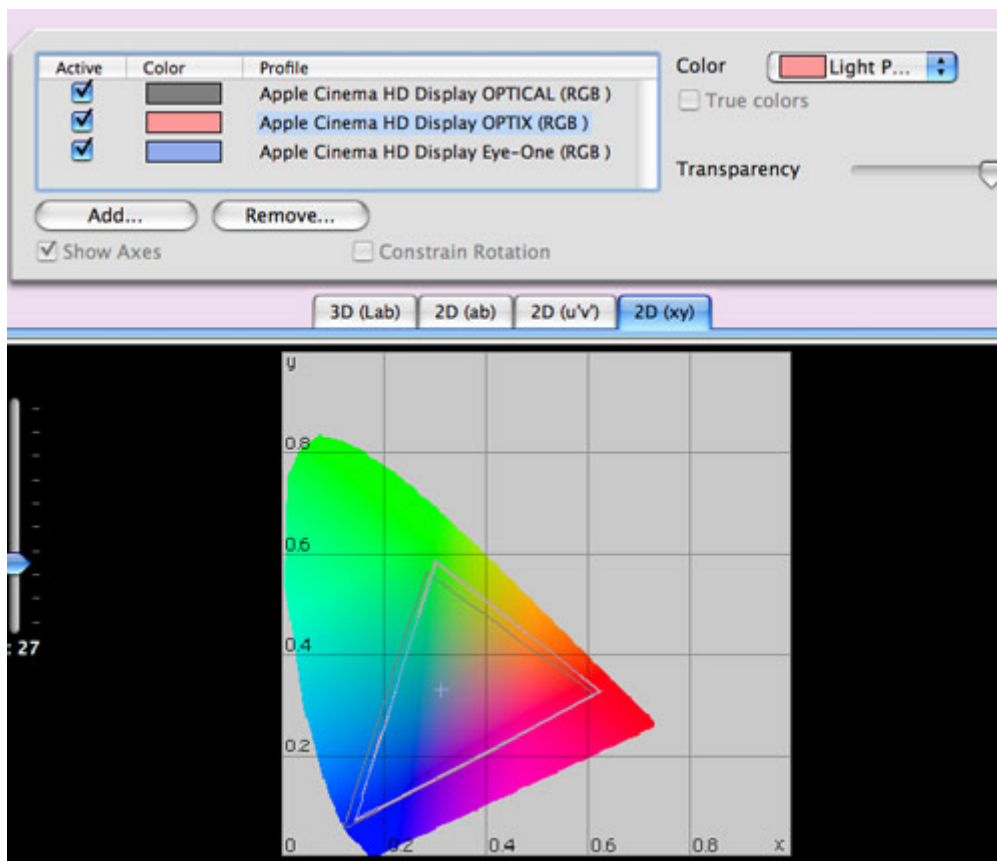 Active Color Profile
Apple Cinema HD Display OPTICAL (RGB )
Apple Cinema HD Display OPTIX (RGB )
Apple Cinema HD Display Eye-One (RGB )
Color Light P...
True colors
Transparency
Add... Remove...
Show Axes Constrain Rotation
3D (Lab) 2D (ab) 2D (u'v') 2D (xy)
y
0.8
0.6
0.4
: 27
0.2
0 0.2 0.4 0.6 0.8 x